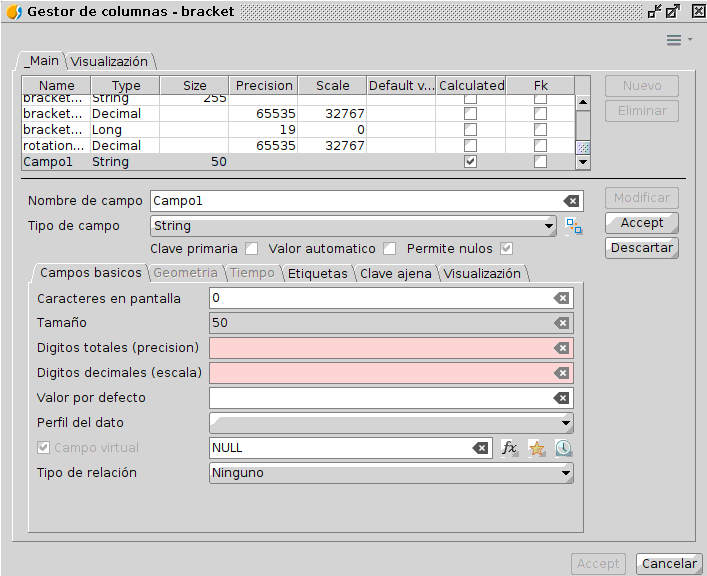 Gestor de columnas - bracket
_Main Visualización
Name Type Size Precision Scale Default v... Calculated Fk
bracket... String 255
bracket... Decimal 65535 32767
bracket... Long 19 0
rotation... Decimal 65535 32767
Campo1 String 50
Nuevo
Eliminar
Nombre de campo Campo1
Modificar
Tipo de campo String
Accept
Clave primaria Valor automatico Permite nulos
Descartar
Campos basicos Geometria Tiempo Etiquetas Clave ajena Visualización
Caracteres en pantalla 0
Tamaño 50
Digitos totales (precision)
Digitos decimales (escala)
Valor por defecto
Perfil del dato
Campo virtual NULL fx
Tipo de relación Ninguno
Accept Cancelar